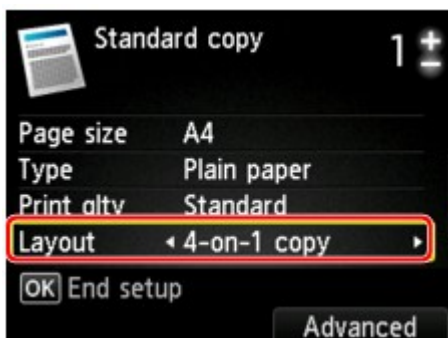 Standard copy
1
Page size A4
Type Plain paper
Print qlty Standard
Layout 4-on-1 copy
OK End setup
Advanced